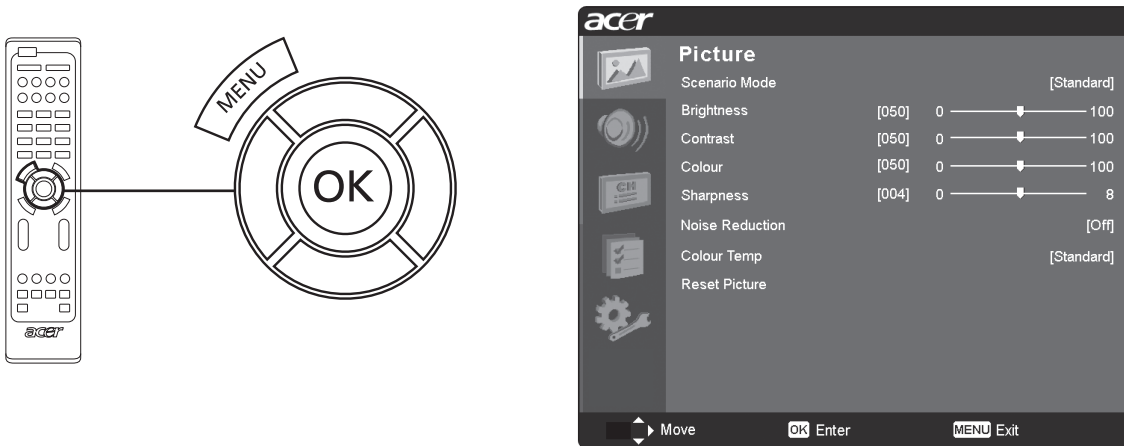 MENU
OK
acer
acer
Picture
Scenario Mode [Standard]
Brightness [050] 0 100
Contrast [050] 0 100
Colour [050] 0 100
Sharpness [004] 0 8
Noise Reduction [Off]
Colour Temp [Standard]
Reset Picture
CH
Move OK Enter MENU Exit